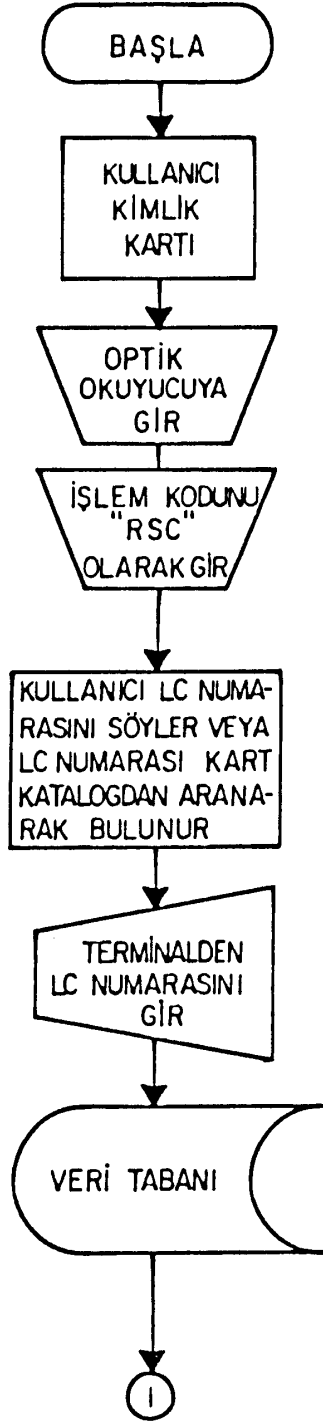 BAŞLA
KULLANICI
KİMLİK
KARTI
OPTİK
OKUYUCUYA
GİR
İŞLEM KODUNU
"RSC"
OLARAK GİR
KULLANICI LC NUMA-
RASINI SÖYLER VEYA
LC NUMARASI KART
KATALOGDAN ARANA-
RAK BULUNUR
TERMİNALDEN
LC NUMARASINI
GİR
VERİ TABANI
1